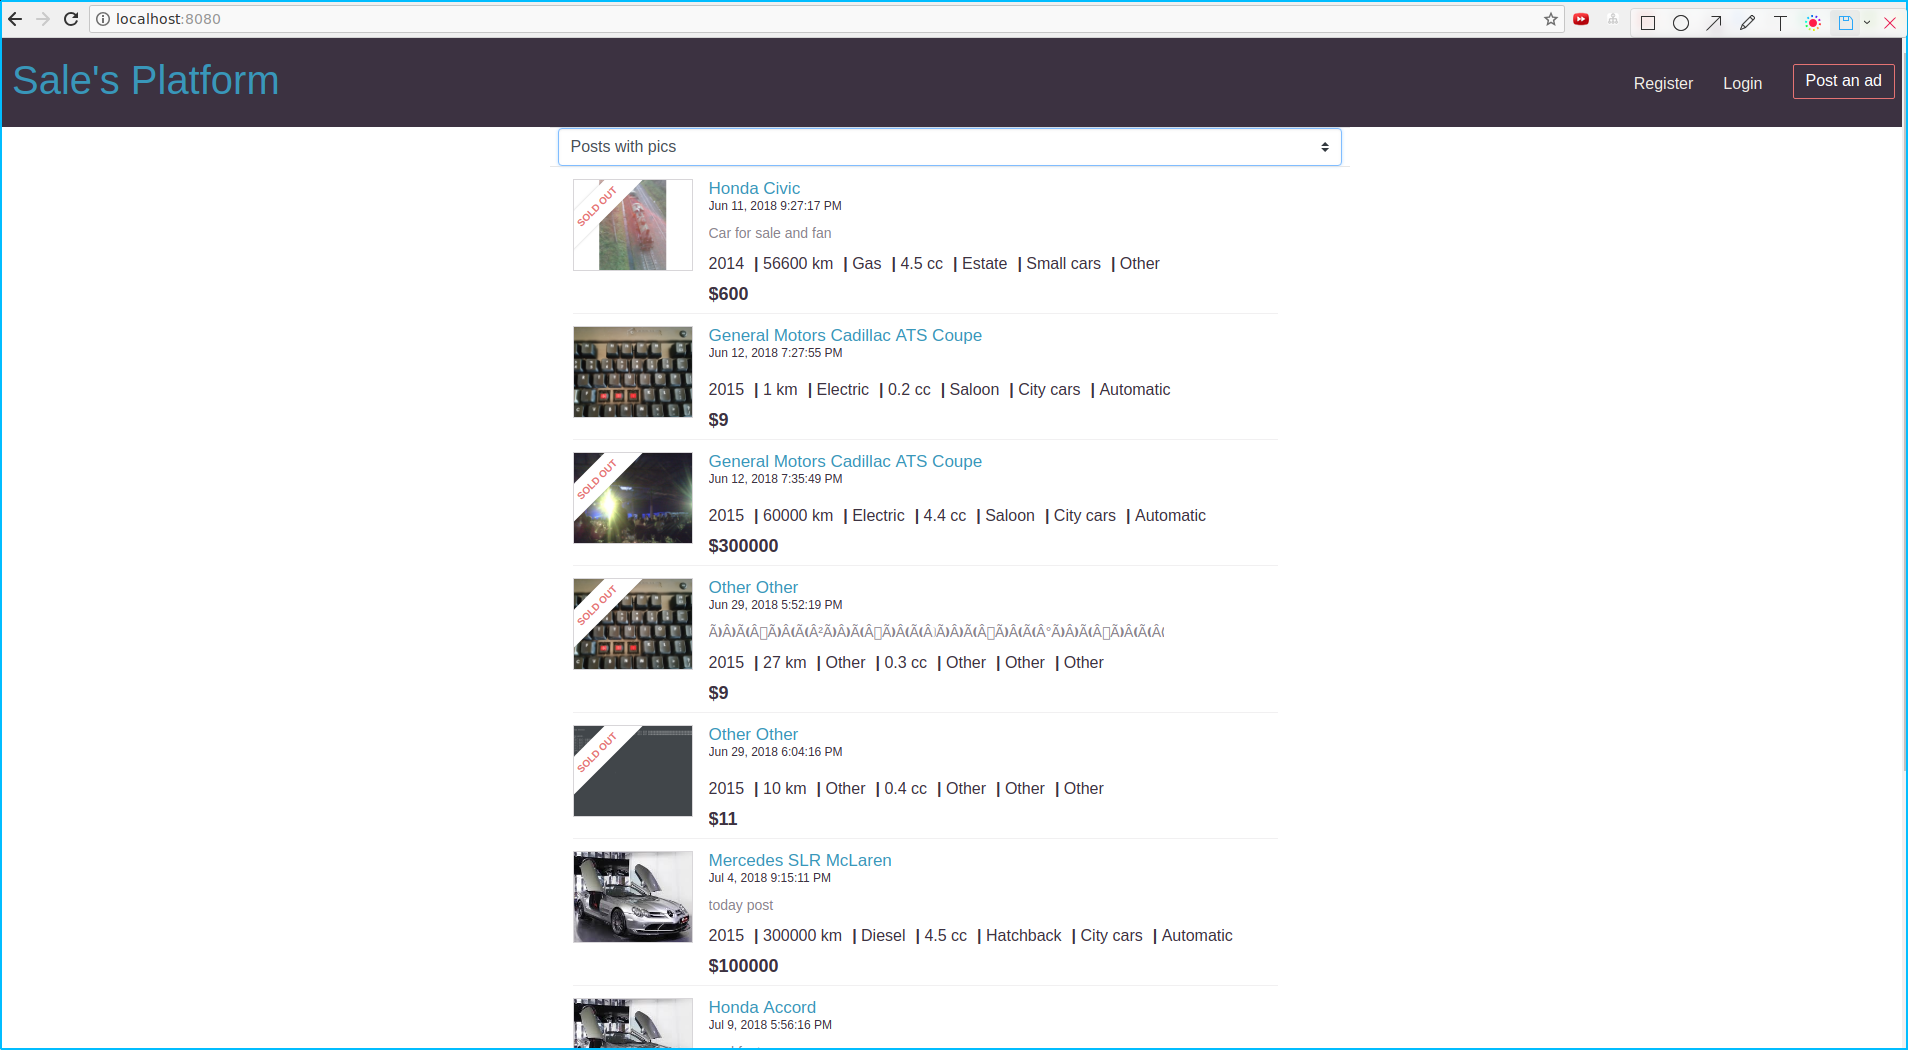 localhost:8080
Sale's Platform
Register
Login
Post an ad
Posts with pics
SOLD OUT
Honda Civic
Jun 11, 2018 9:27:17 PM
Car for sale and fan
2014 | 56600 km | Gas | 4.5 cc | Estate | Small cars | Other
$600
General Motors Cadillac ATS Coupe
Jun 12, 2018 7:27:55 PM
2015 | 1 km | Electric | 0.2 cc | Saloon | City cars | Automatic
$9
SOLD OUT
General Motors Cadillac ATS Coupe
Jun 12, 2018 7:35:49 PM
2015 | 60000 km | Electric | 4.4 cc | Saloon | City cars | Automatic
$300000
SOLD OUT
Other Other
Jun 29, 2018 5:52:19 PM
2015 | 27 km | Other | 0.3 cc | Other | Other | Other
$9
SOLD OUT
Other Other
Jun 29, 2018 6:04:16 PM
2015 | 10 km | Other | 0.4 cc | Other | Other | Other
$11
Mercedes SLR McLaren
Jul 4, 2018 9:15:11 PM
today post
2015 | 300000 km | Diesel | 4.5 cc | Hatchback | City cars | Automatic
$100000
Honda Accord
Jul 9, 2018 5:56:16 PM